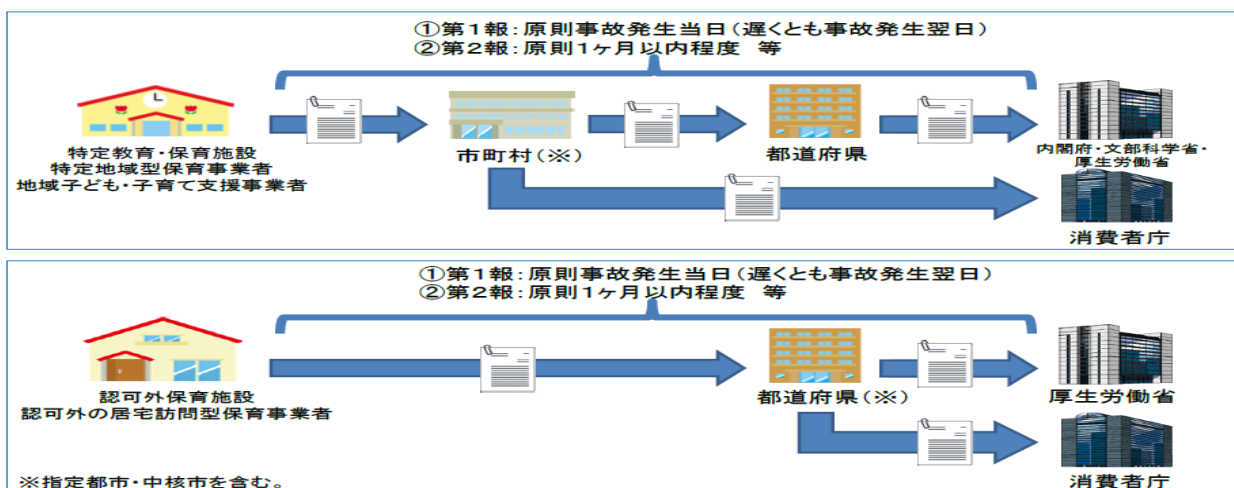 ①第1報:原則事故発生当日(遅くとも事故発生翌日)
②第2報:原則1ヶ月以内程度 等
特定教育・保育施設
特定地域型保育事業者
地域子ども・子育て支援事業者
市町村(※)
都道府県
内閣府・文部科学省・
厚生労働省
消費者庁
①第1報:原則事故発生当日(遅くとも事故発生翌日)
②第2報:原則1ヶ月以内程度 等
認可外保育施設
認可外の居宅訪問型保育事業者
都道府県(※)
厚生労働省
消費者庁
※指定都市・中核市を含む。